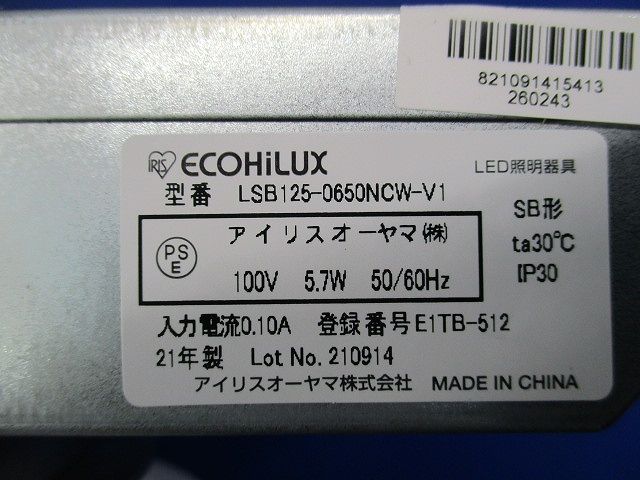 821091415413
260243
IRIS ECOHiLUX
LED照明器具
型番 LSB125-0650NCW-V1
SB形
PS E
アイリスオーヤマ㈱
ta30℃
100V 5.7W 50/60Hz
IP30
入力電流0.10A 登録番号E1TB-512
21年製 Lot No. 210914
アイリスオーヤマ株式会社 MADE IN CHINA